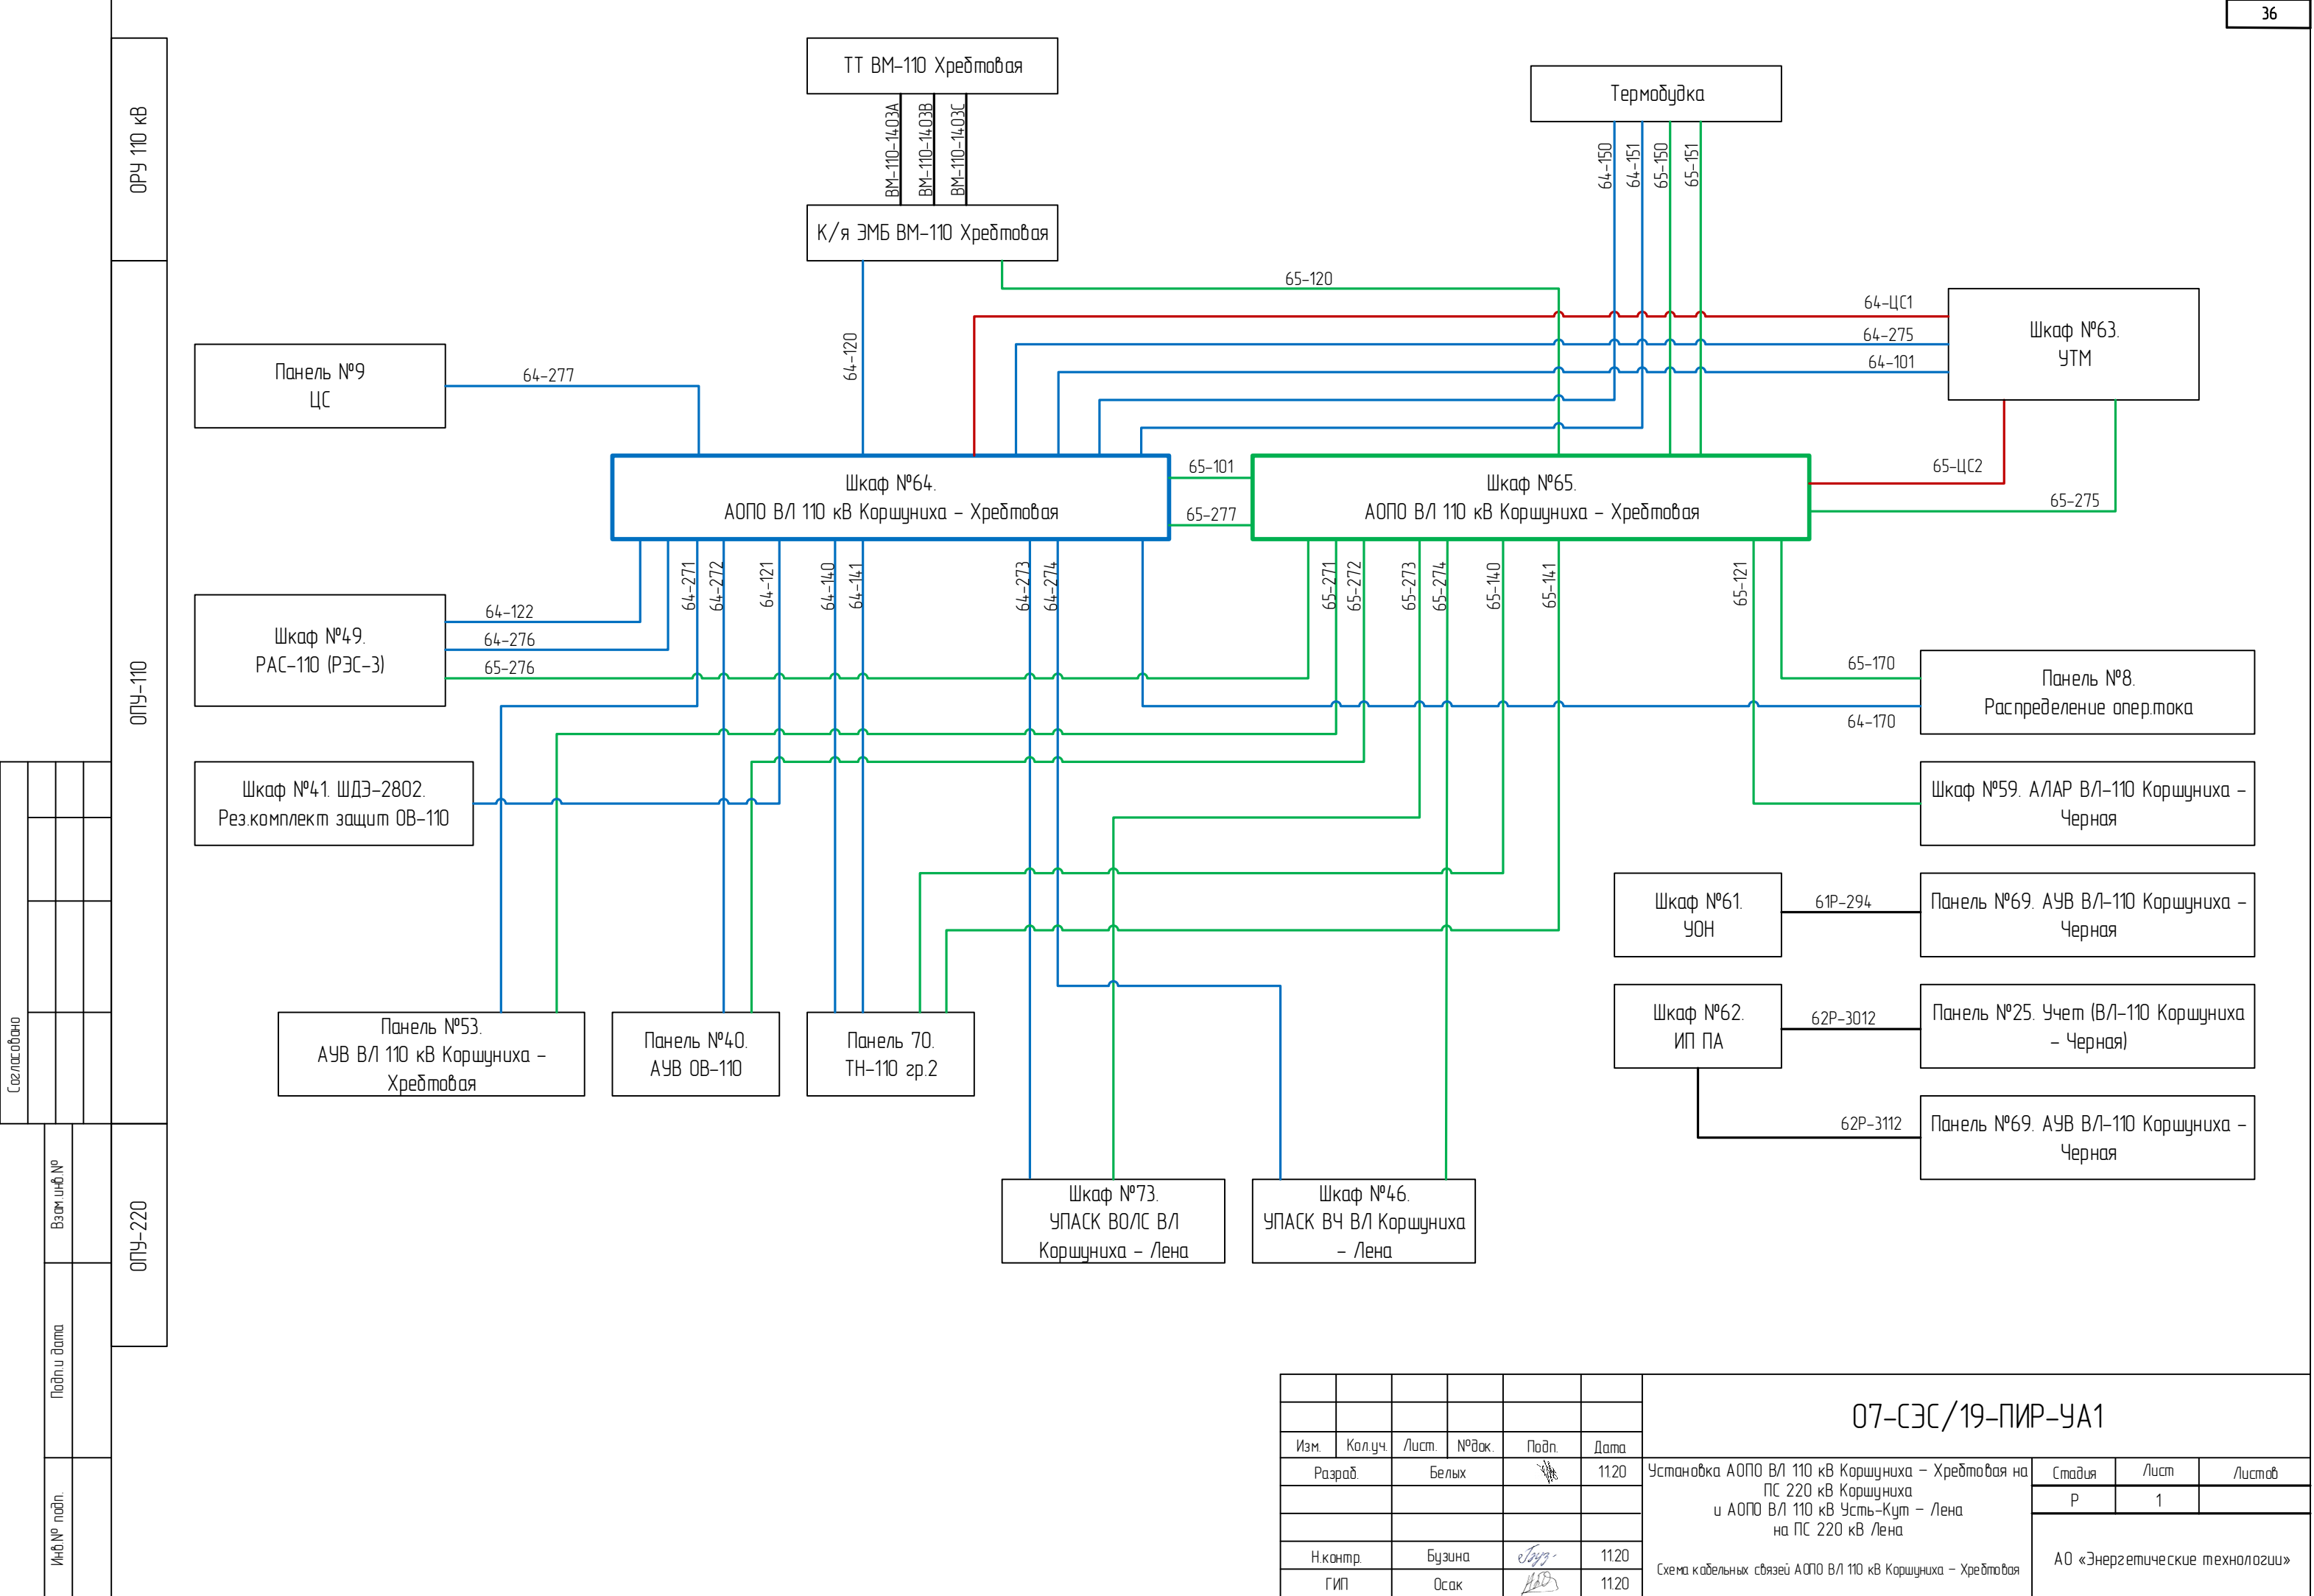 36
ОРУ 110 кВ
ТТ ВМ-110 Хребтовая
Термобудка
ВМ-110-1403А
ВМ-110-1403В
ВМ-110-1403С
64-150
64-151
65-150
65-151
К/я ЭМБ ВМ-110 Хребтовая
65-120
64-120
64-ЦС1
64-275
64-101
Шкаф №63.
УТМ
Панель №9
ЦС
64-277
ОПУ-110
Шкаф №64.
АОПО ВЛ 110 кВ Коршуниха - Хребтовая
65-101
65-277
Шкаф №65.
АОПО ВЛ 110 кВ Коршуниха - Хребтовая
65-ЦС2
65-275
64-271
64-272
64-121
64-140
64-141
64-273
64-274
65-271
65-272
65-273
65-274
65-140
65-141
65-121
Шкаф №49.
РАС-110 (РЭС-3)
64-122
64-276
65-276
65-170
64-170
Панель №8.
Распределение опер.тока
Шкаф №41. ШДЭ-2802.
Рез.комплект защит ОВ-110
Шкаф №59. АЛАР ВЛ-110 Коршуниха -
Черная
Шкаф №61.
УОН
61Р-294
Панель №69. АУВ ВЛ-110 Коршуниха -
Черная
Шкаф №62.
ИП ПА
62Р-3012
Панель №25. Учет (ВЛ-110 Коршуниха
- Черная)
62Р-3112
Панель №69. АУВ ВЛ-110 Коршуниха -
Черная
Панель №53.
АУВ ВЛ 110 кВ Коршуниха -
Хребтовая
Панель №40.
АУВ ОВ-110
Панель 70.
ТН-110 гр.2
ОПУ-220
Шкаф №73.
УПАСК ВОЛС ВЛ
Коршуниха - Лена
Шкаф №46.
УПАСК ВЧ ВЛ Коршуниха
- Лена
Согласовано
Взам.инв.№
Подп.и дата
Инв.№ подп.
07-СЭС/19-ПИР-УА1
Изм. Кол.уч. Лист. №док. Подп. Дата
Разраб. Белых 11.20
Н.контр. Бузина 11.20
ГИП Осак 11.20
Установка АОПО ВЛ 110 кВ Коршуниха - Хребтовая на
ПС 220 кВ Коршуниха
и АОПО ВЛ 110 кВ Усть-Кут - Лена
на ПС 220 кВ Лена
Схема кабельных связей АОПО ВЛ 110 кВ Коршуниха - Хребтовая
Стадия Лист Листов
Р 1
АО «Энергетические технологии»